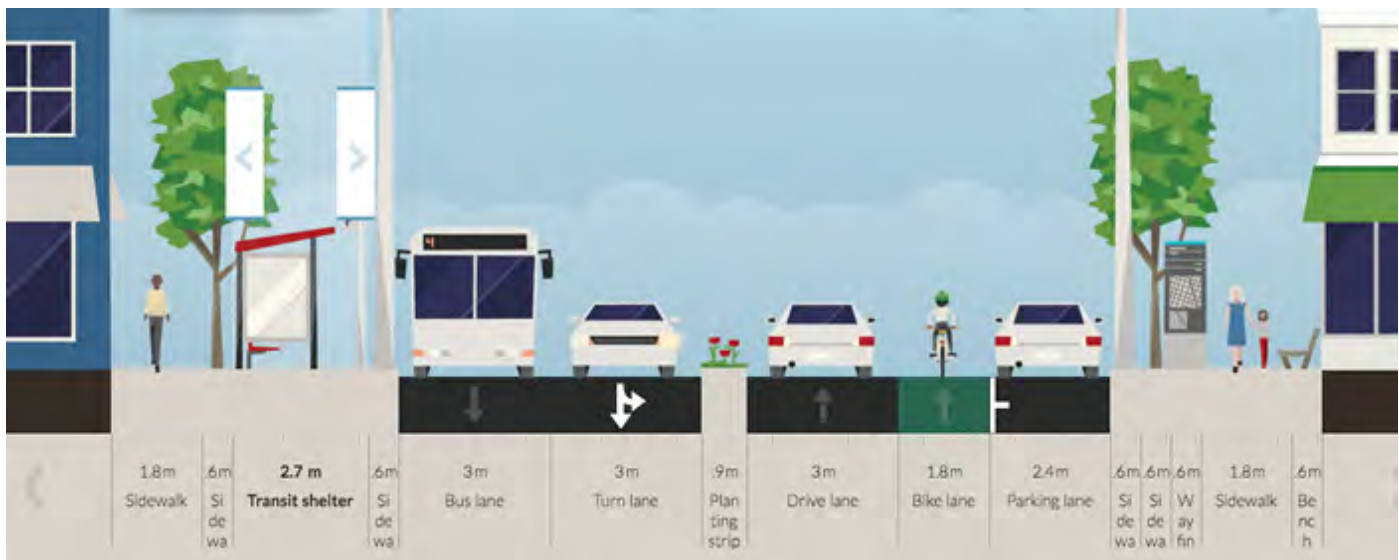 4
1.8m
Sidewalk
.6m
Si
de
wa
2.7 m
Transit shelter
.6m
Si
de
wa
3m
Bus lane
3m
Turn lane
.9m
Plan
ting
strip
3m
Drive lane
1.8m
Bike lane
2.4m
Parking lane
.6m
Si
de
wa
.6m
Si
de
wa
.6m
W
ay
fin
1.8m
Sidewalk
.6m
Be
nc
h